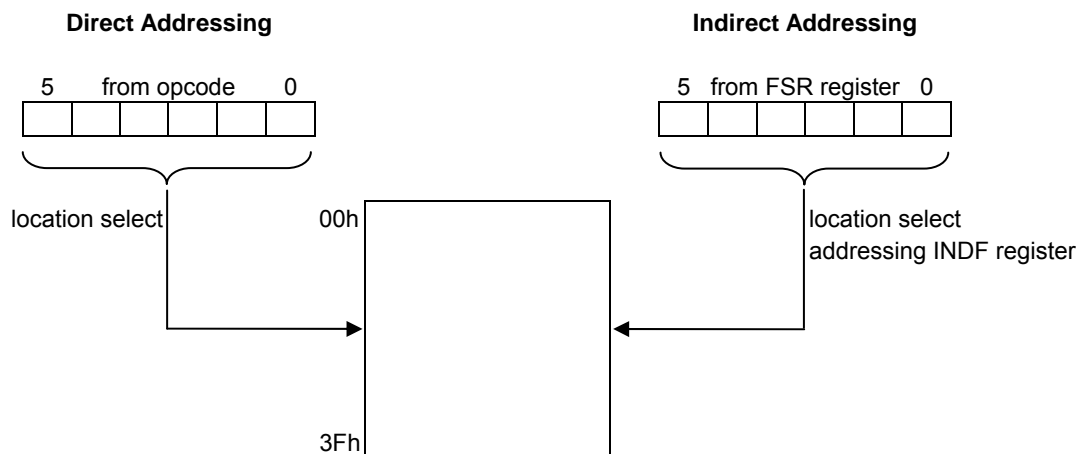 Direct Addressing
Indirect Addressing
5 from opcode 0
5 from FSR register 0
location select
00h
location select
addressing INDF register
3Fh